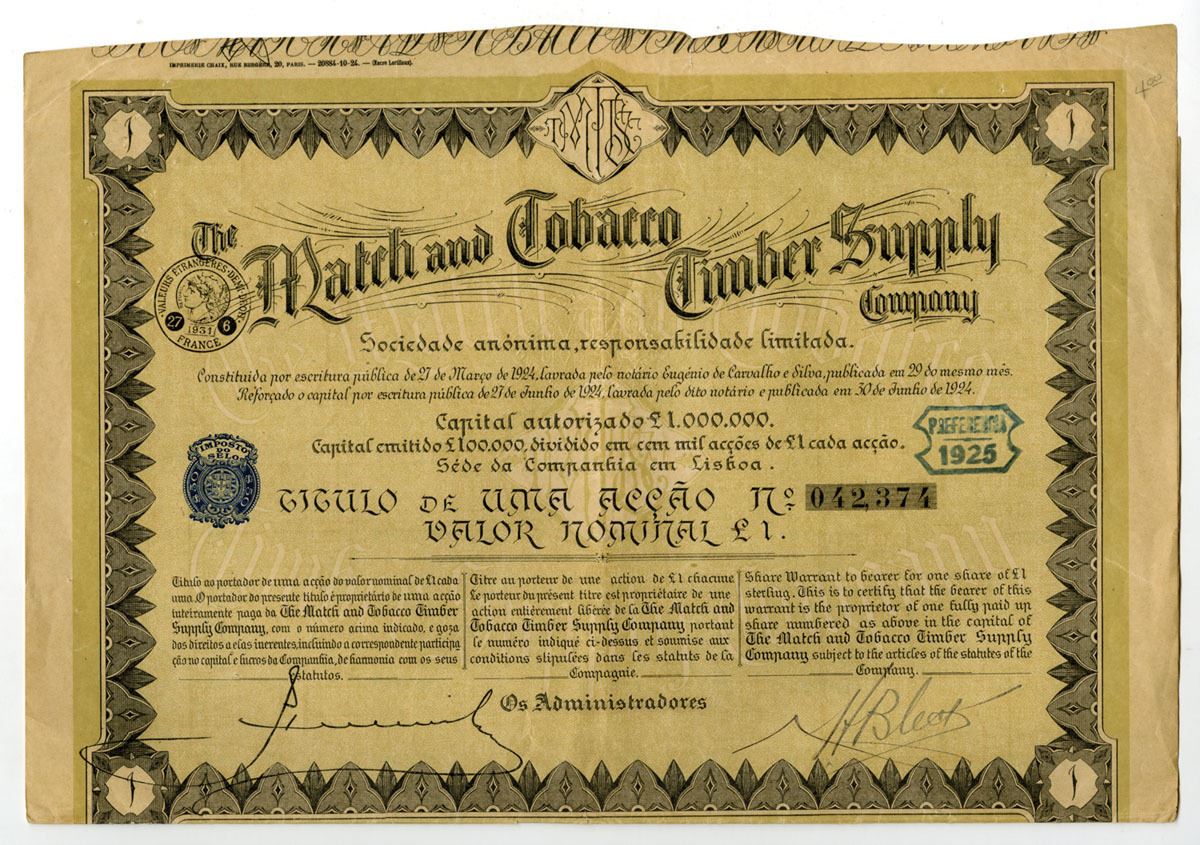 IMPRIMERIE CHAIX, RUE BERGÈRE, 20, PARIS. — 20884-10-24. — (Encre Lorilleux).
4.00
1
1
The
Match and Tobacco
Timber Supply
Company
VALEURS ÉTRANGÈRES
27 1931 6
FRANCE
Sociedade anónima, responsabilidade limitada.
Constituida por escritura pública de 27 de Março de 1924, lavrada pelo notário Eugénio de Carvalho e Silva, publicada em 29 do mesmo mês.
Reforçado o capital por escritura pública de 27 de Junho de 1924, lavrada pelo dito notário e publicada em 30 de Junho de 1924.
Capital autorizado £1.000.000.
Capital emitido £100.000, dividido em cem mil acções de £1 cada acção.
Séde da Companhia em Lisboa.
PREFERENCIA
1925
IMPOSTO
DO
SELO
TITULO DE UMA ACÇÃO Nº 042,374
VALOR NOMINAL £1.
Titulo ao portador de uma acção do valor nominal de £1 cada
uma. O portador do presente titulo é proprietário de uma acção
inteiramente paga da The Match and Tobacco Timber
Supply Company, com o número acima indicado, e goza
dos direitos a elas inerentes, incluindo a correspondente participa
ção no capital e lucros da Companhia, de harmonia com os seus
Estatutos.
Titre au porteur de une action de £1 chacune
Le porteur du présent titre est propriétaire de une
action entièrement libérée de la The Match and
Tobacco Timber Supply Company portant
le numéro indiqué ci-dessus et soumise aux
conditions stipulées dans les statuts de la
Compagnie.
Share Warrant to bearer for one share of £1
sterling. This is to certify that the bearer of this
warrant is the proprietor of one fully paid up
share numbered as above in the capital of
The Match and Tobacco Timber Supply
Company subject to the articles of the statutes of the
Company.
Os Administradores
1
1